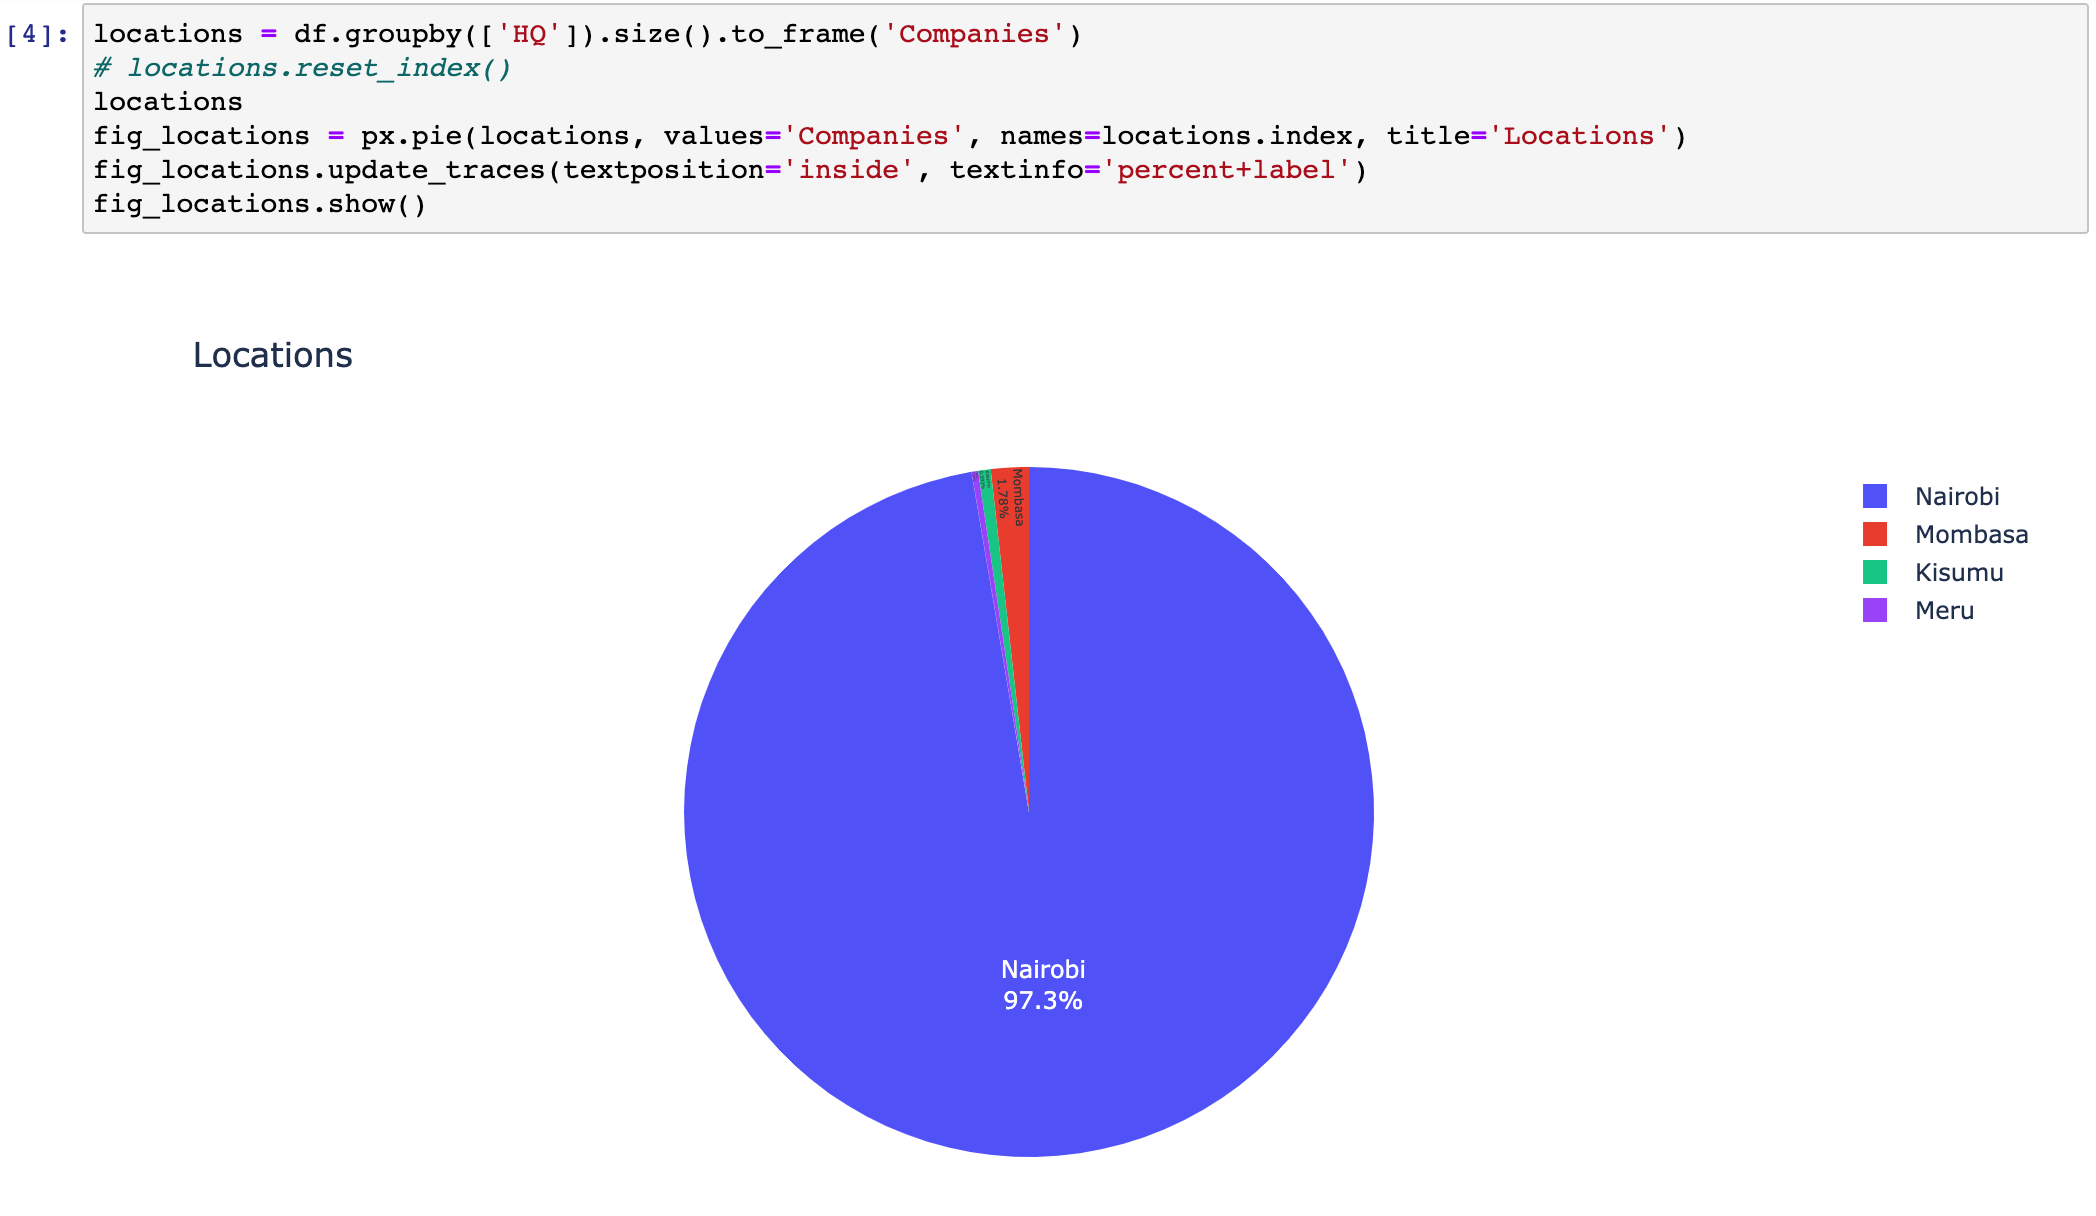 [4]:
locations = df.groupby(['HQ']).size().to_frame('Companies')
# locations.reset_index()
locations
fig_locations = px.pie(locations, values='Companies', names=locations.index, title='Locations')
fig_locations.update_traces(textposition='inside', textinfo='percent+label')
fig_locations.show()
Locations
Mombasa
1.78%
Nairobi
97.3%
Nairobi
Mombasa
Kisumu
Meru